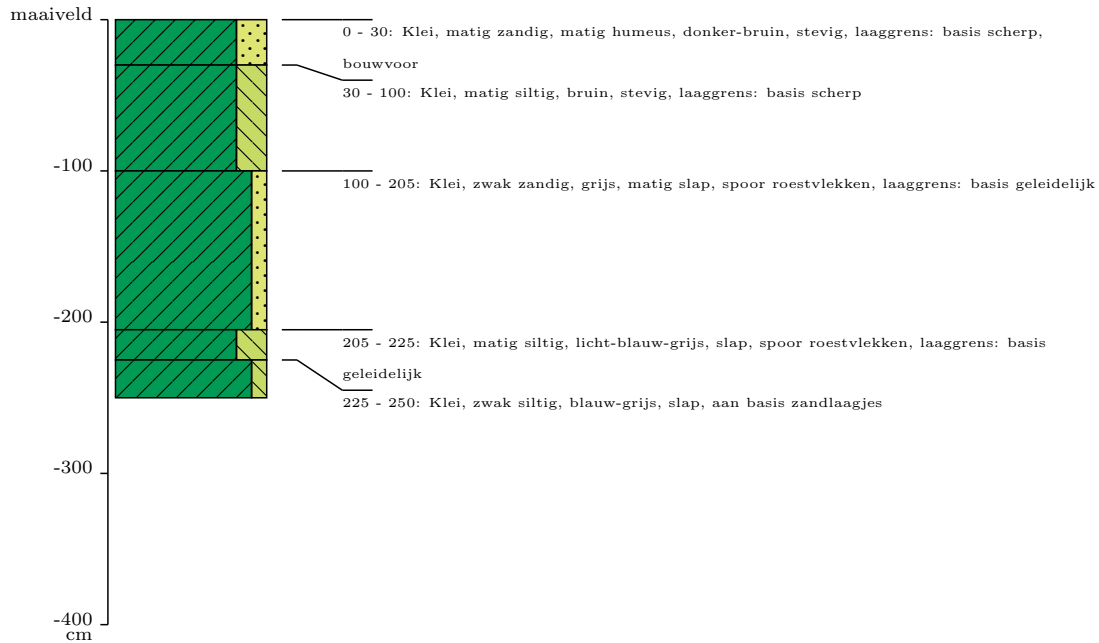 maaiveld
0 - 30: Klei, matig zandig, matig humeus, donker-bruin, stevig, laaggrens: basis scherp,
bouwvoor
30 - 100: Klei, matig siltig, bruin, stevig, laaggrens: basis scherp
-100
100 - 205: Klei, zwak zandig, grijs, matig slap, spoor roestvlekken, laaggrens: basis geleidelijk
-200
205 - 225: Klei, matig siltig, licht-blauw-grijs, slap, spoor roestvlekken, laaggrens: basis
geleidelijk
225 - 250: Klei, zwak siltig, blauw-grijs, slap, aan basis zandlaagjes
-300
-400
cm